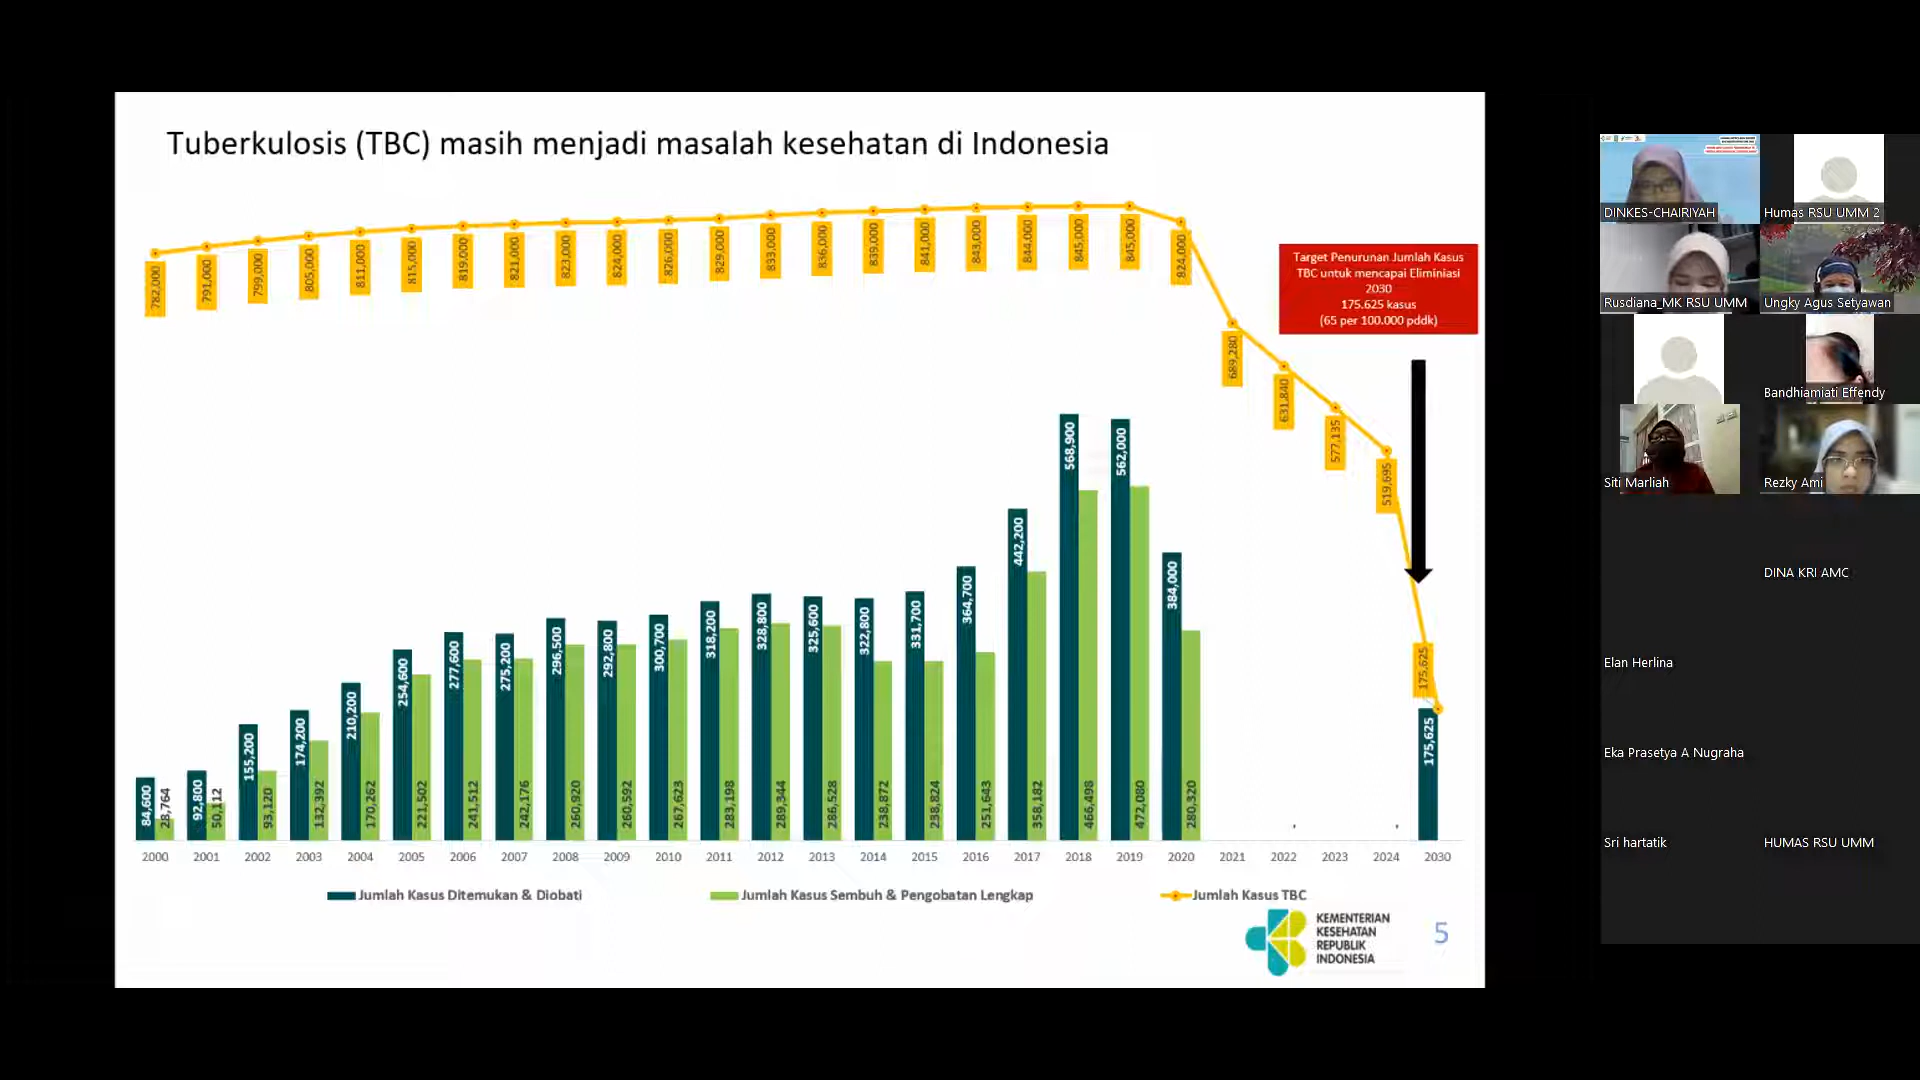 Tuberkulosis (TBC) masih menjadi masalah kesehatan di Indonesia
782,000
791,000
799,000
805,000
811,000
815,000
819,000
821,000
823,000
824,000
826,000
829,000
833,000
836,000
839,000
841,000
843,000
844,000
845,000
845,000
824,000
689,280
631,840
577,135
519,695
175,625
Target Penurunan Jumlah Kasus
TBC untuk mencapai Eliminiasi
2030
175.625 kasus
(65 per 100.000 pddk)
84,600
28,764
92,800
50,112
155,200
93,120
174,200
132,392
210,200
170,262
254,600
221,502
277,600
241,512
275,200
242,176
296,500
260,920
292,800
260,592
300,700
267,623
318,200
283,198
328,800
289,344
325,600
286,528
322,800
238,872
331,700
238,824
364,700
251,643
442,200
358,182
568,900
466,498
562,000
472,080
384,000
280,320
175,625
2000 2001 2002 2003 2004 2005 2006 2007 2008 2009 2010 2011 2012 2013 2014 2015 2016 2017 2018 2019 2020 2021 2022 2023 2024 2030
Jumlah Kasus Ditemukan & Diobati
Jumlah Kasus Sembuh & Pengobatan Lengkap
Jumlah Kasus TBC
KEMENTERIAN
KESEHATAN
REPUBLIK
INDONESIA
5
DINKES-CHAIRIYAH
Humas RSU UMM 2
Rusdiana_MK RSU UMM
Ungky Agus Setyawan
Bandhiamiati Effendy
Siti Marliah
Rezky Ami
DINA KRI AMC
Elan Herlina
Eka Prasetya A Nugraha
Sri hartatik
HUMAS RSU UMM